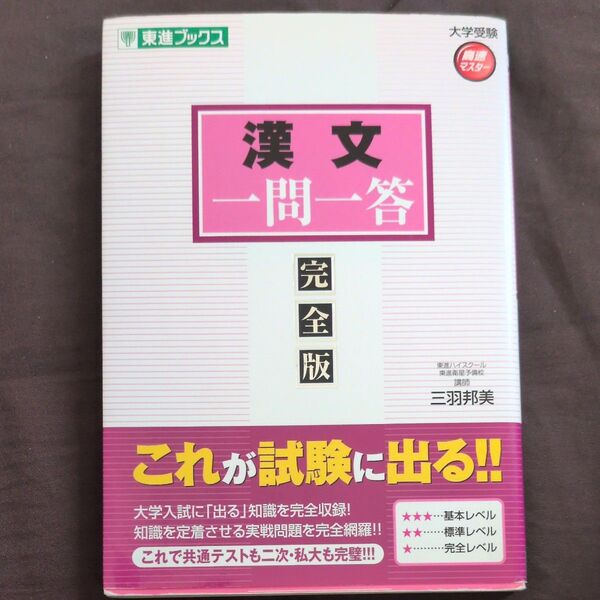 東進ブックス
大学受験
高速
マスター
漢文
一問一答
完全版
東進ハイスクール
東進衛星予備校
講師
三羽邦美
これが試験に出る!!
大学入試に「出る」知識を完全収録!
知識を定着させる実戦問題を完全網羅!!
これで共通テストも二次・私大も完璧!!!
★★★…基本レベル
★★……標準レベル
★………完全レベル